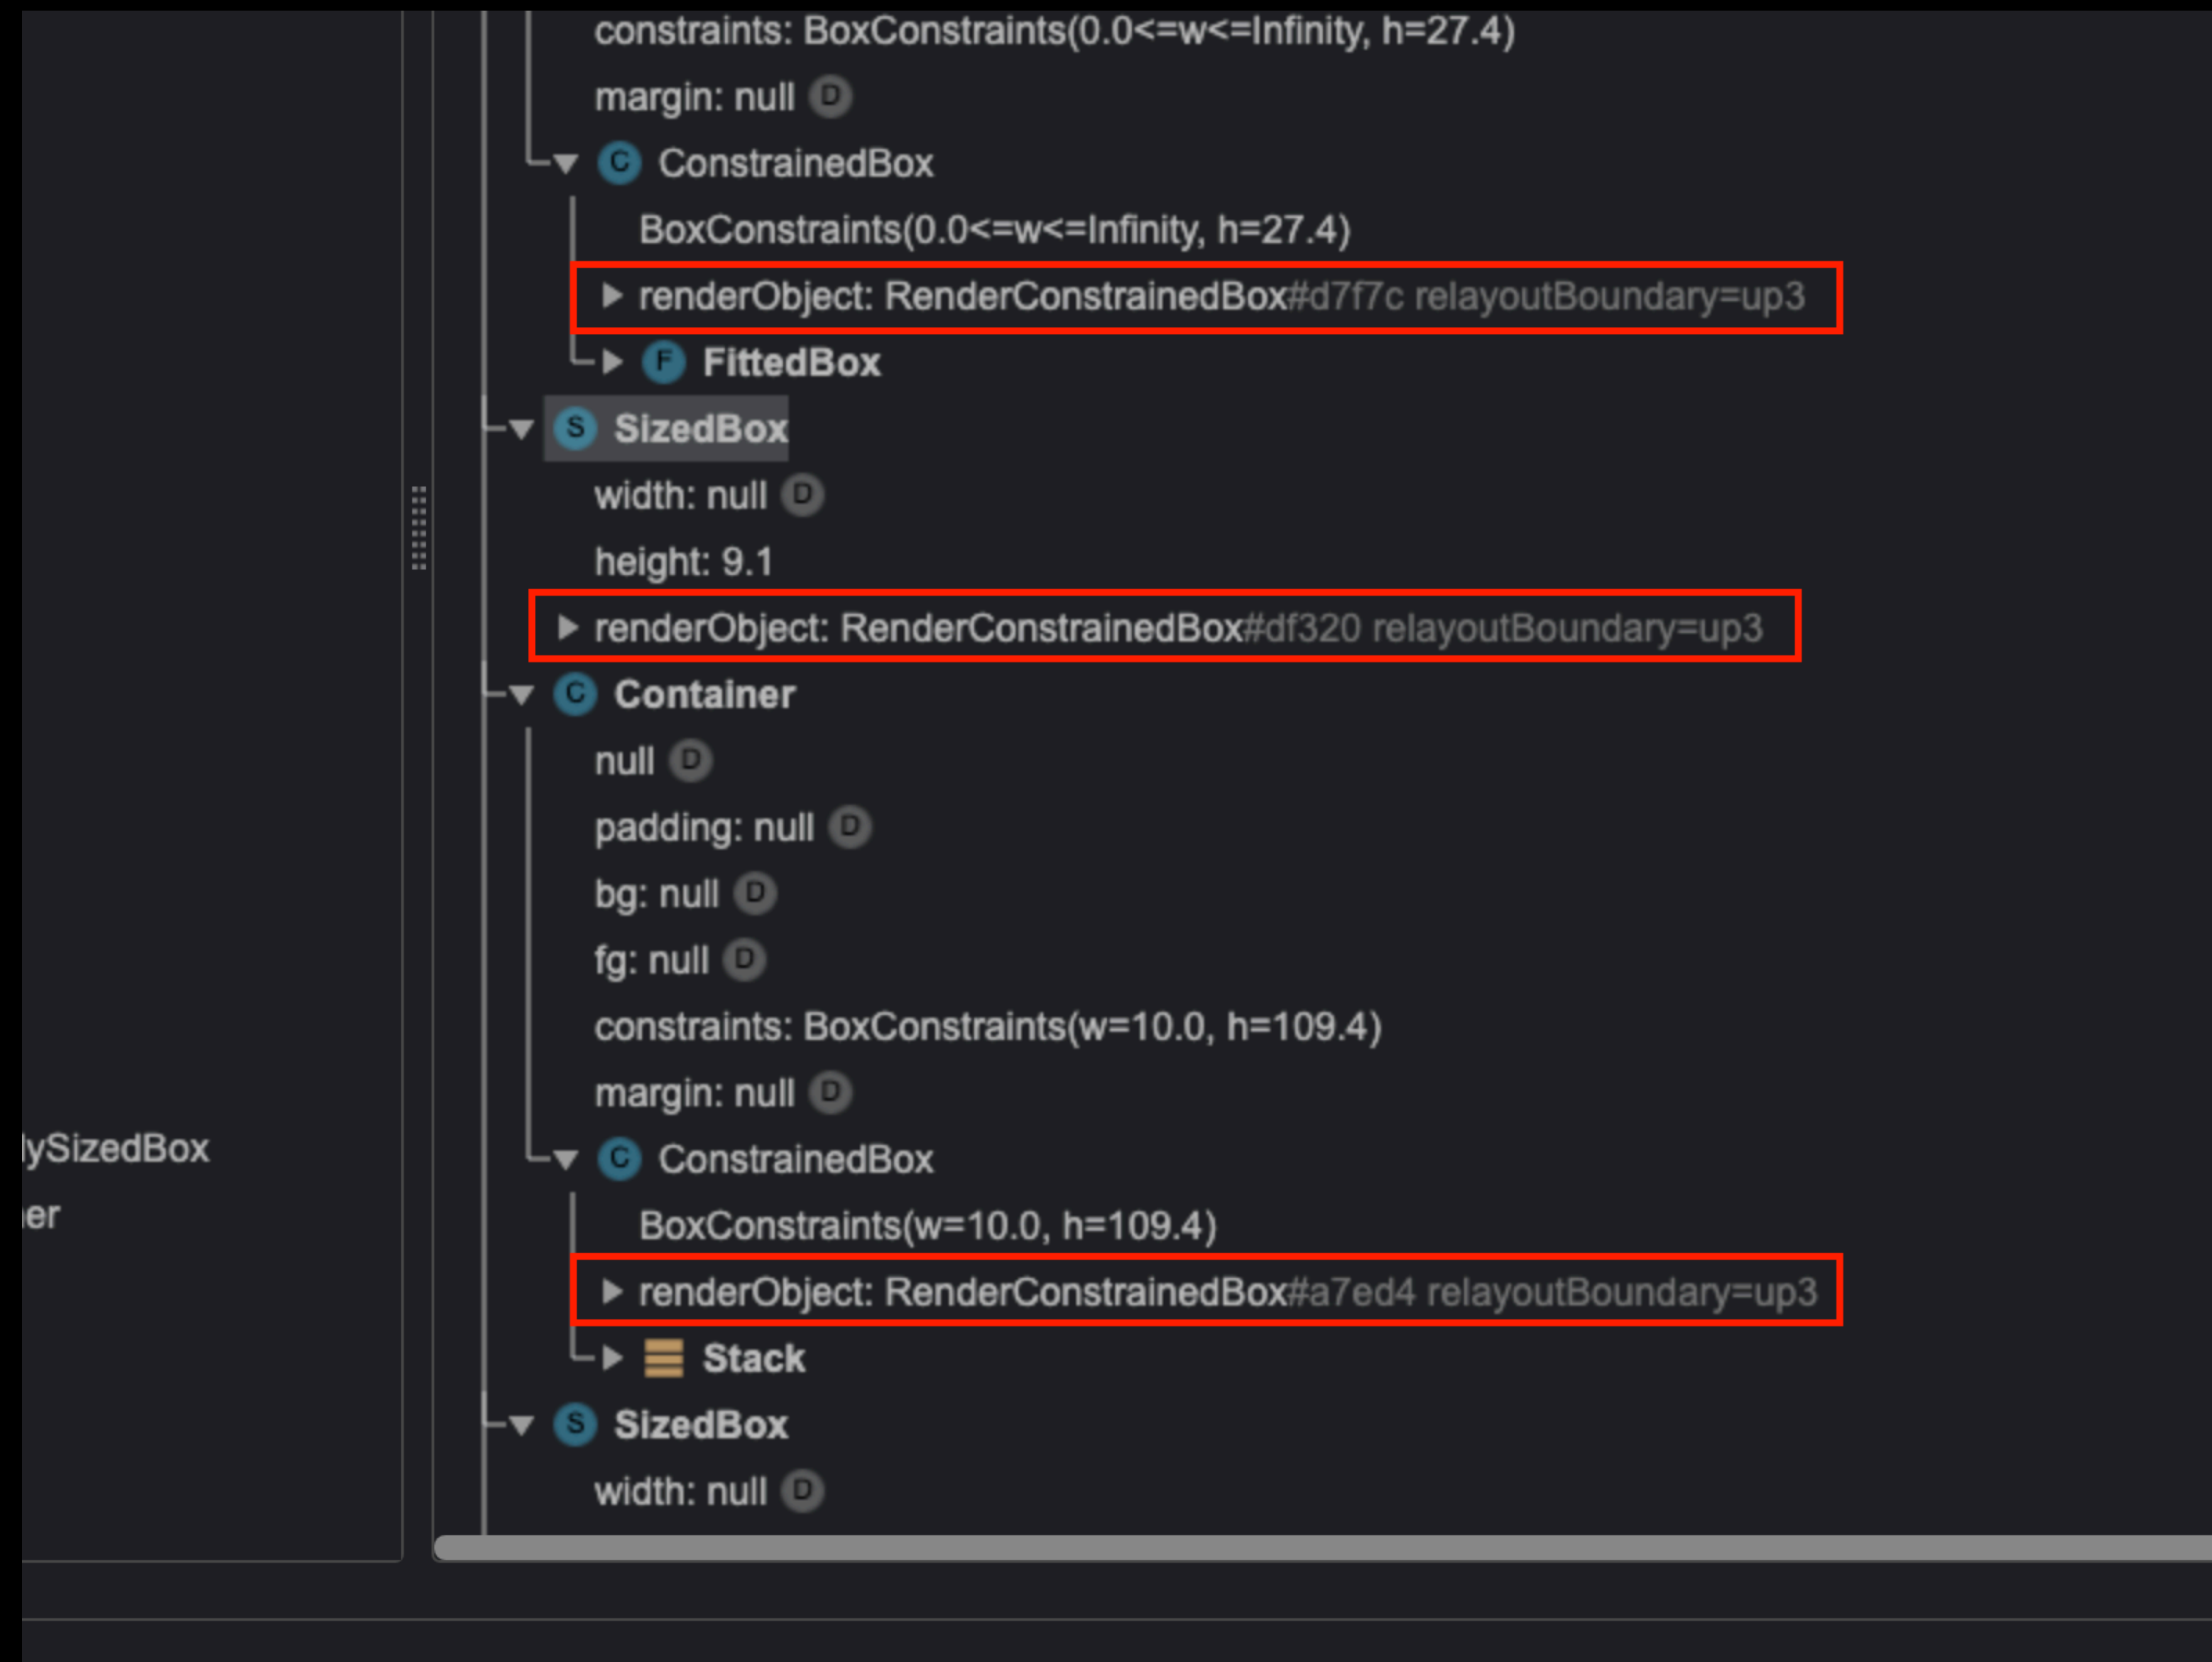 constraints: BoxConstraints(0.0<=w<=Infinity, h=27.4)
margin: null D
C ConstrainedBox
BoxConstraints(0.0<=w<=Infinity, h=27.4)
renderObject: RenderConstrainedBox#d7f7c relayoutBoundary=up3
F FittedBox
S SizedBox
width: null D
height: 9.1
renderObject: RenderConstrainedBox#df320 relayoutBoundary=up3
C Container
null D
padding: null D
bg: null D
fg: null D
constraints: BoxConstraints(w=10.0, h=109.4)
margin: null D
lySizedBox
C ConstrainedBox
er
BoxConstraints(w=10.0, h=109.4)
renderObject: RenderConstrainedBox#a7ed4 relayoutBoundary=up3
Stack
S SizedBox
width: null D